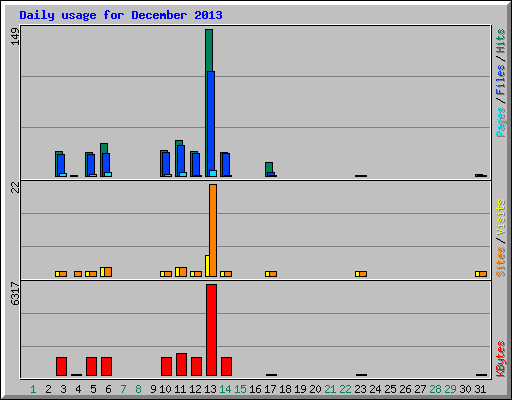 Daily usage for December 2013
149
22
6317
Pages / Files / Hits
Sites / Visits
KBytes
1 2 3 4 5 6 7 8 9 10 11 12 13 14 15 16 17 18 19 20 21 22 23 24 25 26 27 28 29 30 31